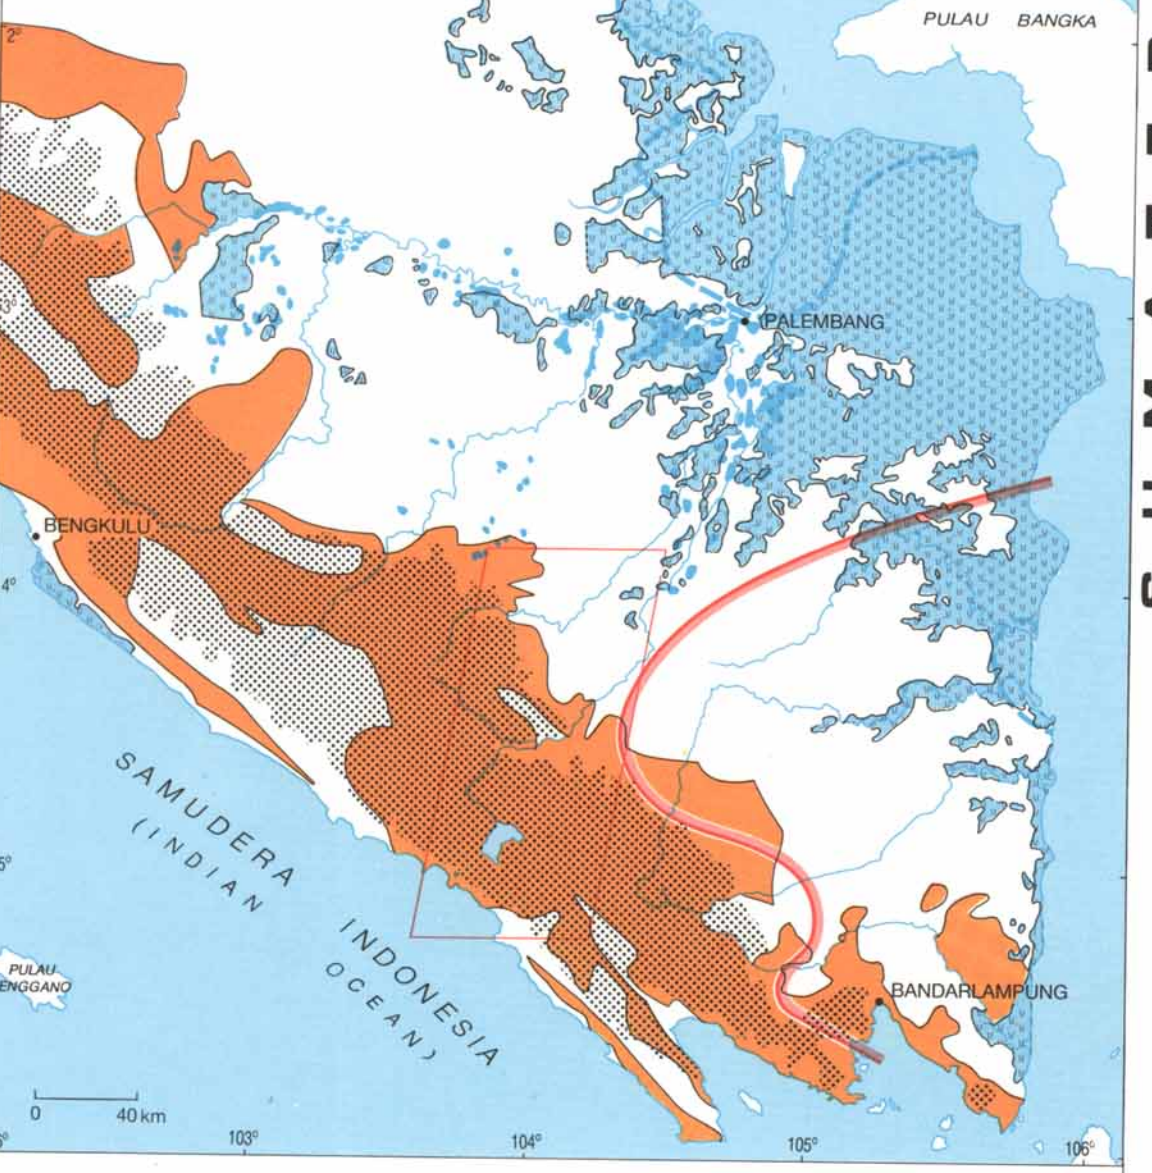 PULAU BANGKA
2°
PALEMBANG
3°
BENGKULU
4°
SAMUDERA INDONESIA
(INDIAN OCEAN)
5°
PULAU
ENGGANO
BANDARLAMPUNG
0 40 km
103° 104° 105° 106°